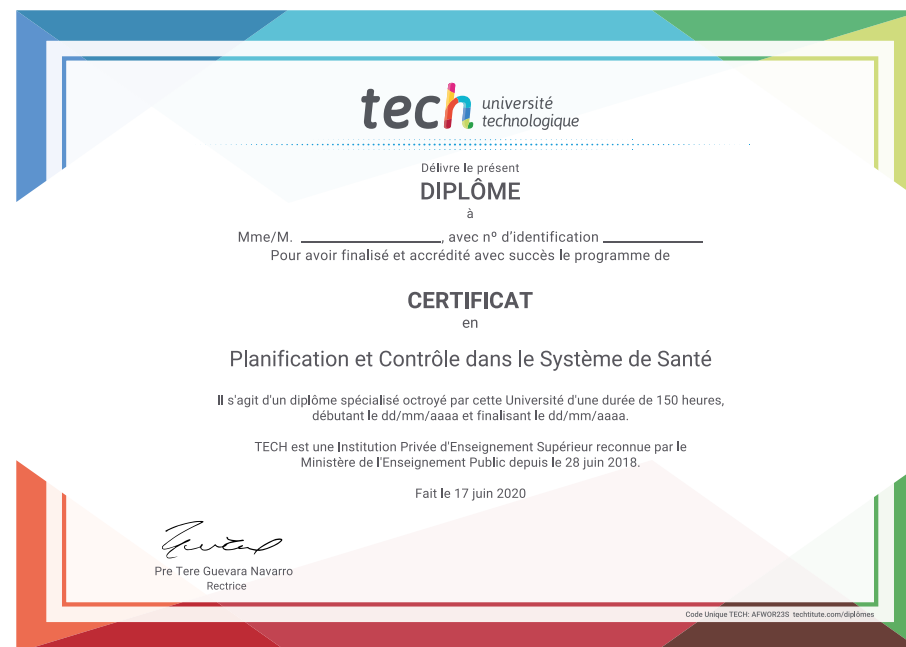 tech université
technologique
Délivre le présent
DIPLÔME
à
Mme/M. ____________________, avec nº d'identification ______________
Pour avoir finalisé et accrédité avec succès le programme de
CERTIFICAT
en
Planification et Contrôle dans le Système de Santé
Il s'agit d'un diplôme spécialisé octroyé par cette Université d'une durée de 150 heures,
débutant le dd/mm/aaaa et finalisant le dd/mm/aaaa.
TECH est une Institution Privée d'Enseignement Supérieur reconnue par le
Ministère de l'Enseignement Public depuis le 28 juin 2018.
Fait le 17 juin 2020
Pre Tere Guevara Navarro
Rectrice
Code Unique TECH: AFWOR23S techtitute.com/diplômes